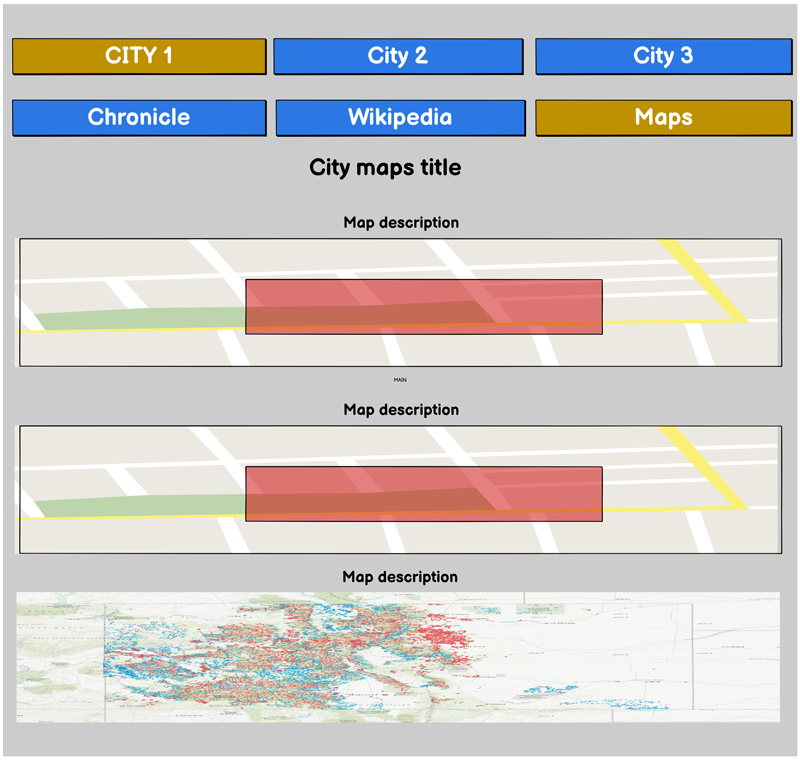 CITY 1
City 2
City 3
Chronicle
Wikipedia
Maps
City maps title
Map description
MAIN
Map description
Map description